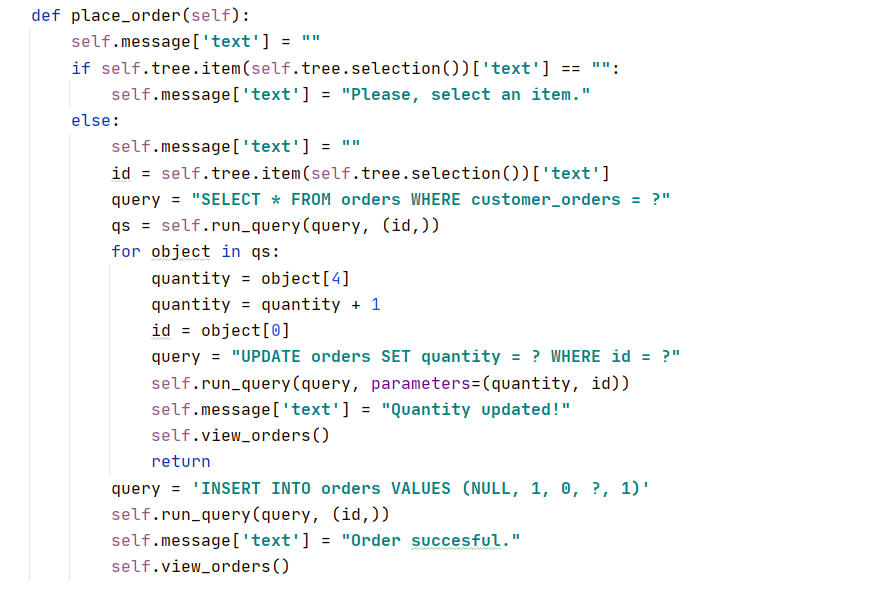 def place_order(self):
    self.message['text'] = ""
    if self.tree.item(self.tree.selection())['text'] == "":
        self.message['text'] = "Please, select an item."
    else:
        self.message['text'] = ""
        id = self.tree.item(self.tree.selection())['text']
        query = "SELECT * FROM orders WHERE customer_orders = ?"
        qs = self.run_query(query, (id,))
        for object in qs:
            quantity = object[4]
            quantity = quantity + 1
            id = object[0]
            query = "UPDATE orders SET quantity = ? WHERE id = ?"
            self.run_query(query, parameters=(quantity, id))
            self.message['text'] = "Quantity updated!"
            self.view_orders()
            return
        query = 'INSERT INTO orders VALUES (NULL, 1, 0, ?, 1)'
        self.run_query(query, (id,))
        self.message['text'] = "Order succesful."
        self.view_orders()